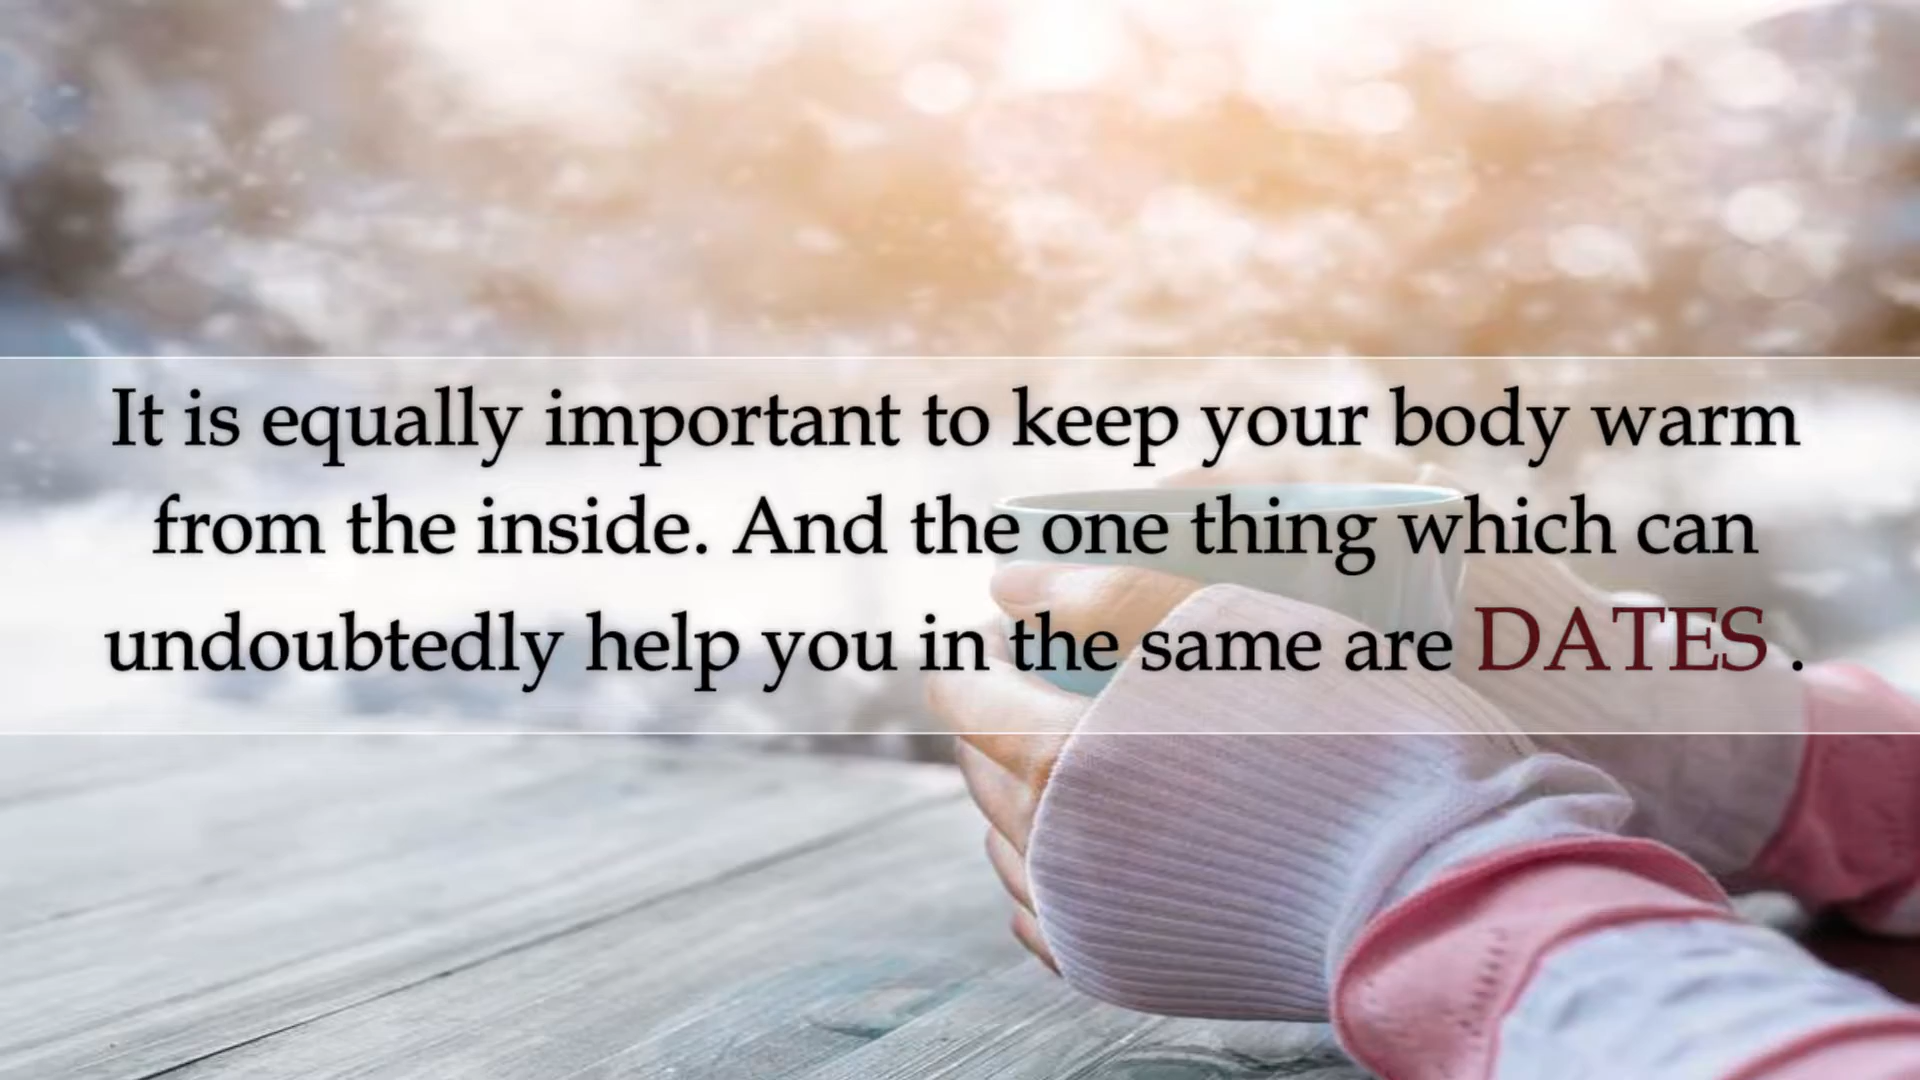 It is equally important to keep your body warm
from the inside. And the one thing which can
undoubtedly help you in the same are DATES .